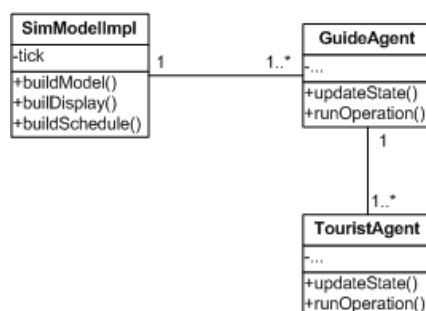 SimModelImpl
-tick
+buildModel()
+builDisplay()
+buildSchedule()
1
1..*
GuideAgent
-...
+updateState()
+runOperation()
1
1..*
TouristAgent
-...
+updateState()
+runOperation()